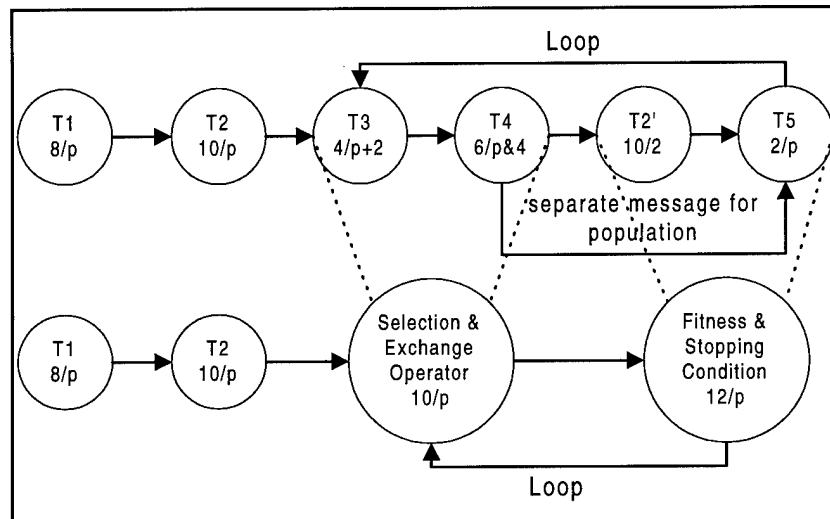 Loop
T1
8/p
T2
10/p
T3
4/p+2
T4
6/p&4
T2'
10/2
T5
2/p
separate message for
population
T1
8/p
T2
10/p
Selection &
Exchange
Operator
10/p
Fitness &
Stopping
Condition
12/p
Loop